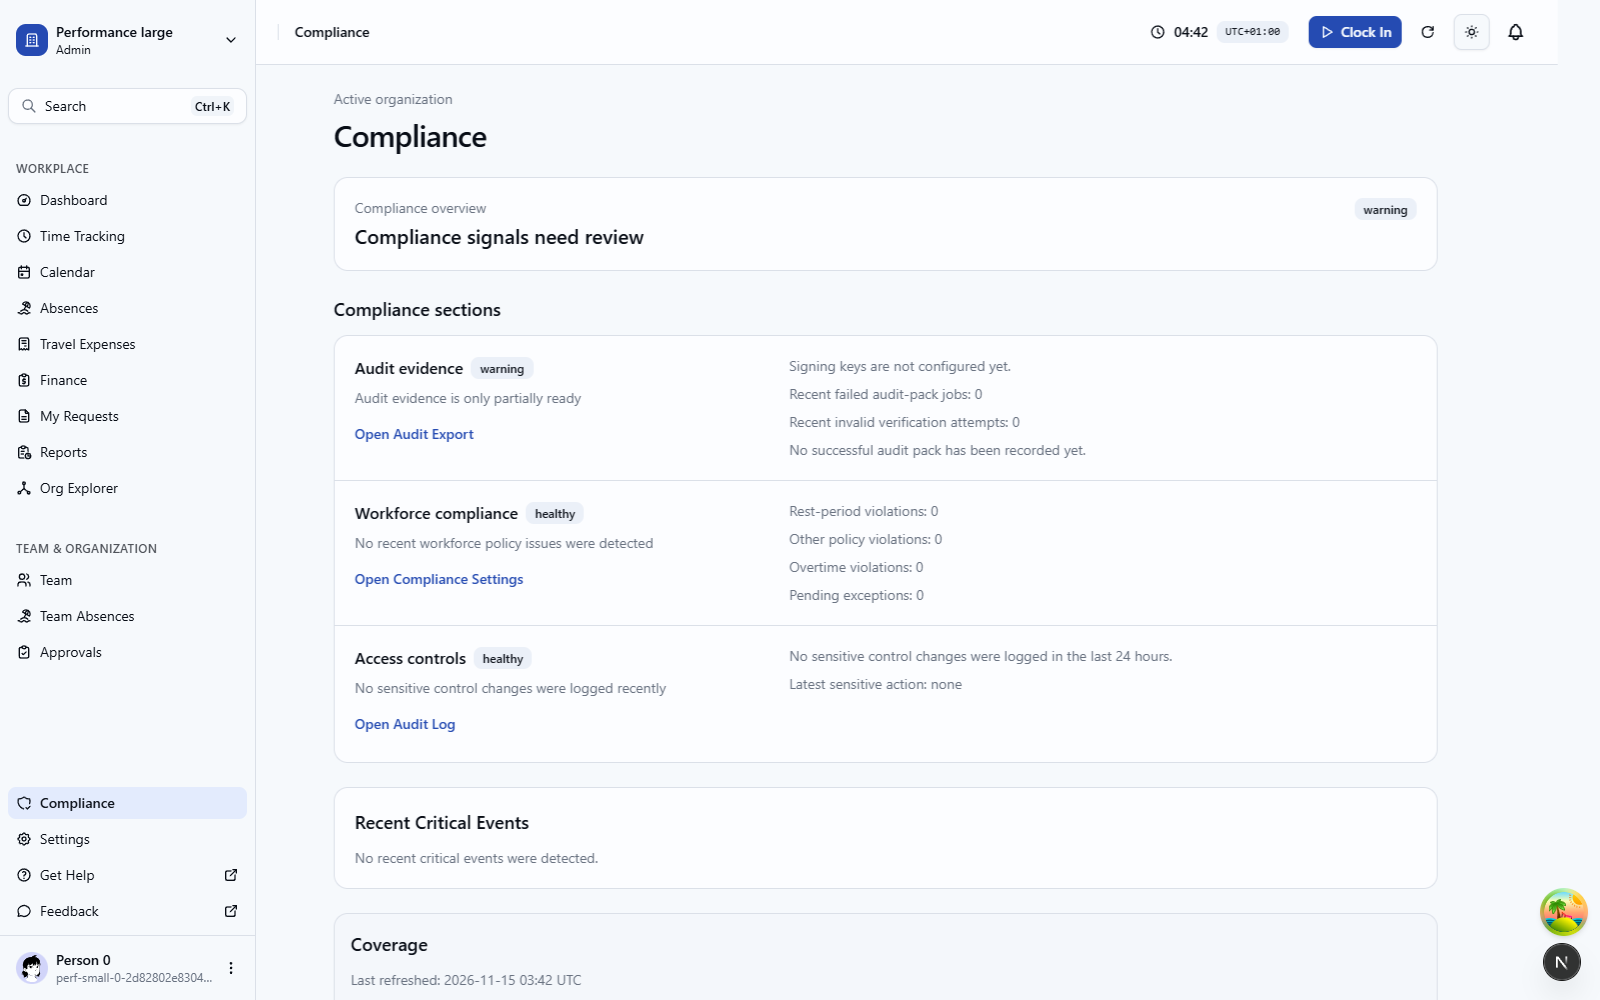 Performance large
Admin
Search
Ctrl+K
WORKPLACE
Dashboard
Time Tracking
Calendar
Absences
Travel Expenses
Finance
My Requests
Reports
Org Explorer
TEAM & ORGANIZATION
Team
Team Absences
Approvals
Compliance
Settings
Get Help
Feedback
Person 0
perf-small-0-2d82802e8304...
Compliance
04:42
UTC+01:00
Clock In
Active organization
Compliance
Compliance overview
warning
Compliance signals need review
Compliance sections
Audit evidence
warning
Audit evidence is only partially ready
Open Audit Export
Signing keys are not configured yet.
Recent failed audit-pack jobs: 0
Recent invalid verification attempts: 0
No successful audit pack has been recorded yet.
Workforce compliance
healthy
No recent workforce policy issues were detected
Open Compliance Settings
Rest-period violations: 0
Other policy violations: 0
Overtime violations: 0
Pending exceptions: 0
Access controls
healthy
No sensitive control changes were logged recently
Open Audit Log
No sensitive control changes were logged in the last 24 hours.
Latest sensitive action: none
Recent Critical Events
No recent critical events were detected.
Coverage
Last refreshed: 2026-11-15 03:42 UTC
N